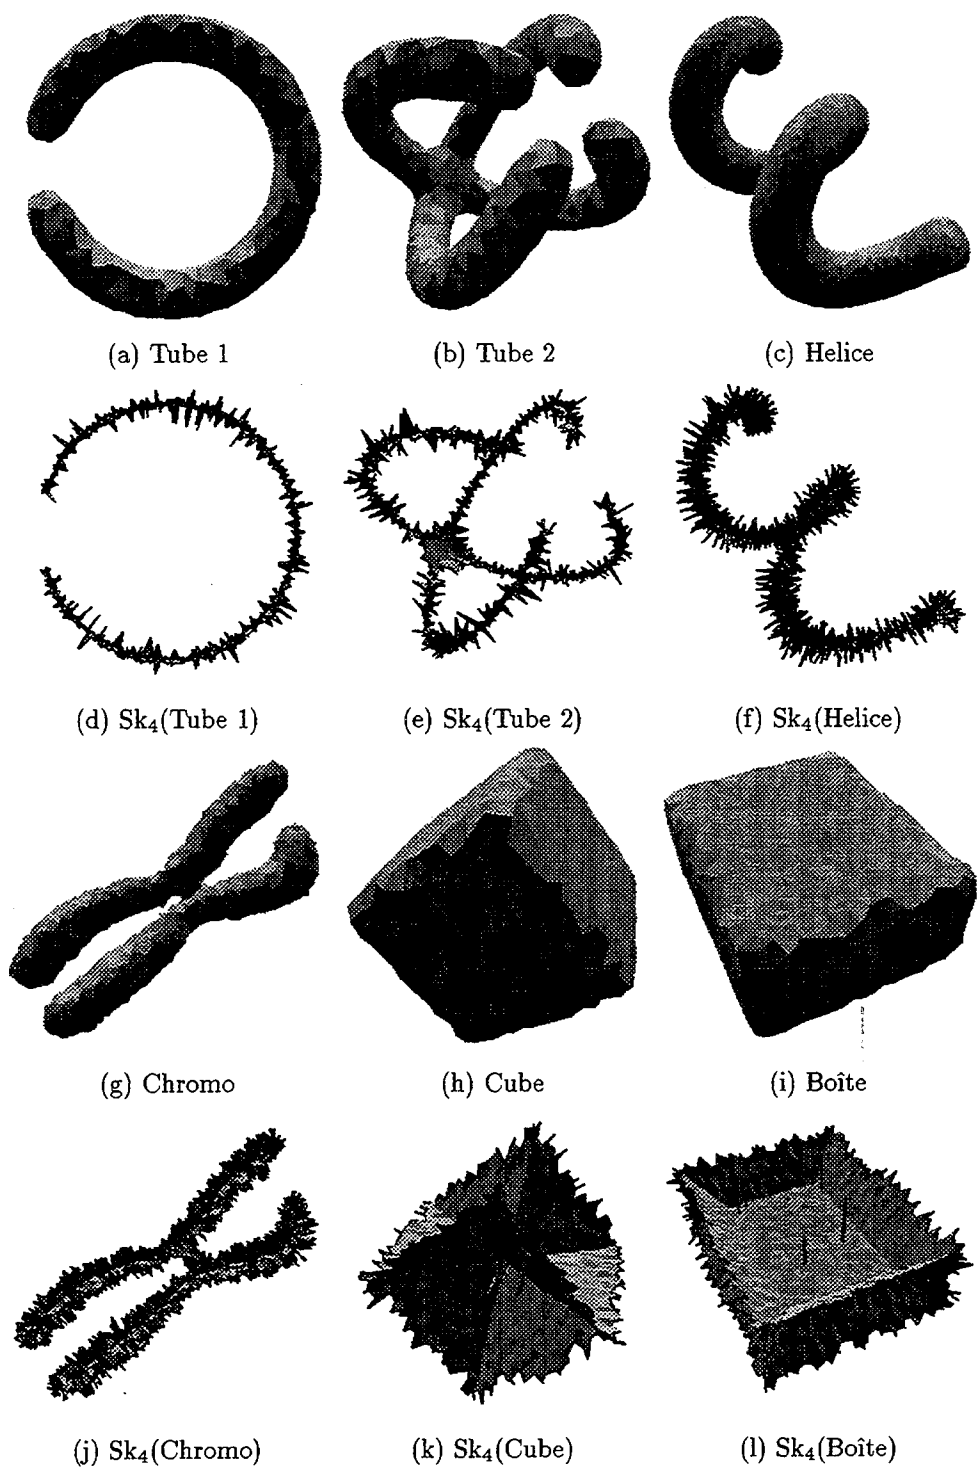 (a) Tube 1
(b) Tube 2
(c) Helice
(d) Sk₄(Tube 1)
(e) Sk₄(Tube 2)
(f) Sk₄(Helice)
(g) Chromo
(h) Cube
(i) Boîte
(j) Sk₄(Chromo)
(k) Sk₄(Cube)
(l) Sk₄(Boîte)